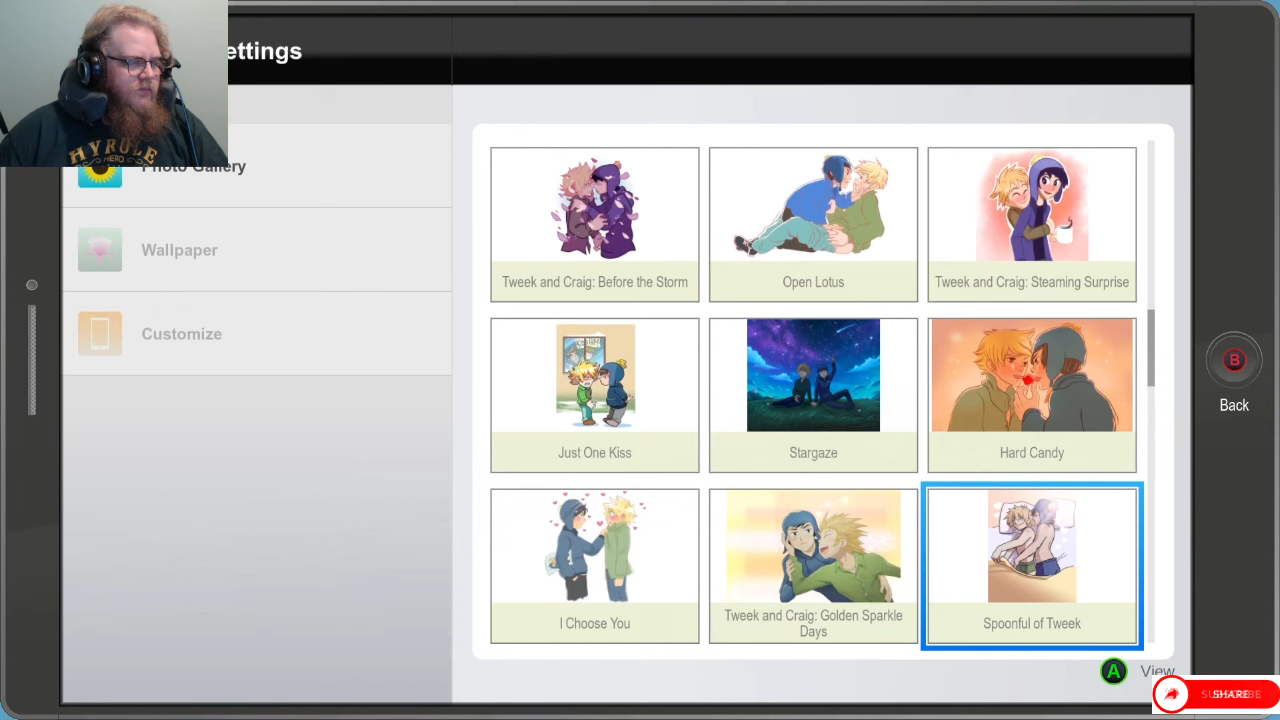 ettings
HYRULE
HERO
Photo Gallery
Wallpaper
Customize
Tweek and Craig: Before the Storm
Open Lotus
Tweek and Craig: Steaming Surprise
Just One Kiss
Stargaze
Hard Candy
I Choose You
Tweek and Craig: Golden Sparkle
Days
Spoonful of Tweek
B
Back
A
View
SHARE